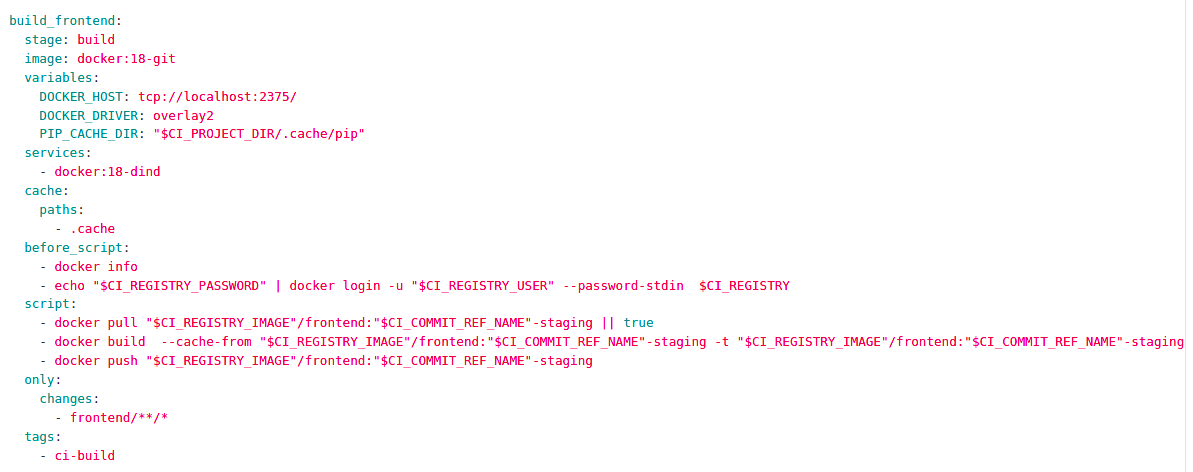 build_frontend:
  stage: build
  image: docker:18-git
  variables:
    DOCKER_HOST: tcp://localhost:2375/
    DOCKER_DRIVER: overlay2
    PIP_CACHE_DIR: "$CI_PROJECT_DIR/.cache/pip"
  services:
    - docker:18-dind
  cache:
    paths:
      - .cache
  before_script:
    - docker info
    - echo "$CI_REGISTRY_PASSWORD" | docker login -u "$CI_REGISTRY_USER" --password-stdin  $CI_REGISTRY
  script:
    - docker pull "$CI_REGISTRY_IMAGE"/frontend:"$CI_COMMIT_REF_NAME"-staging || true
    - docker build  --cache-from "$CI_REGISTRY_IMAGE"/frontend:"$CI_COMMIT_REF_NAME"-staging -t "$CI_REGISTRY_IMAGE"/frontend:"$CI_COMMIT_REF_NAME"-staging
    - docker push "$CI_REGISTRY_IMAGE"/frontend:"$CI_COMMIT_REF_NAME"-staging
  only:
    changes:
      - frontend/**/*
  tags:
    - ci-build